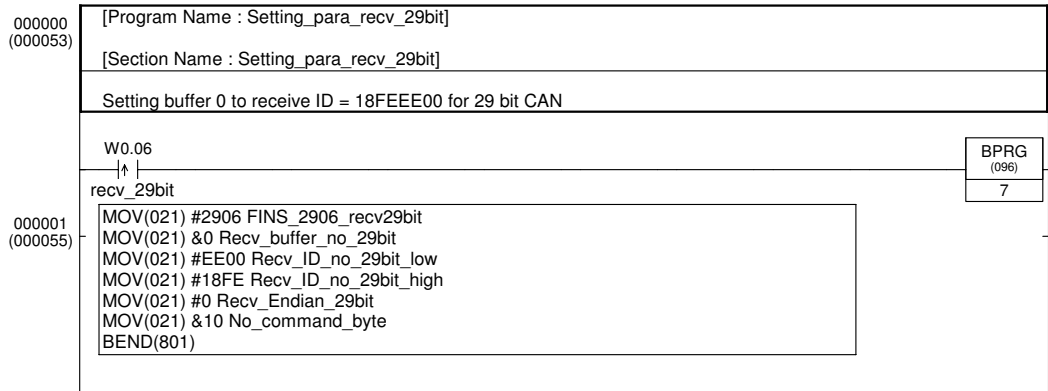 000000
(000053)
[Program Name : Setting_para_recv_29bit]
[Section Name : Setting_para_recv_29bit]
Setting buffer 0 to receive ID = 18FEEE00 for 29 bit CAN
W0.06
recv_29bit
BPRG
(096)
7
000001
(000055)
MOV(021) #2906 FINS_2906_recv29bit
MOV(021) &0 Recv_buffer_no_29bit
MOV(021) #EE00 Recv_ID_no_29bit_low
MOV(021) #18FE Recv_ID_no_29bit_high
MOV(021) #0 Recv_Endian_29bit
MOV(021) &10 No_command_byte
BEND(801)